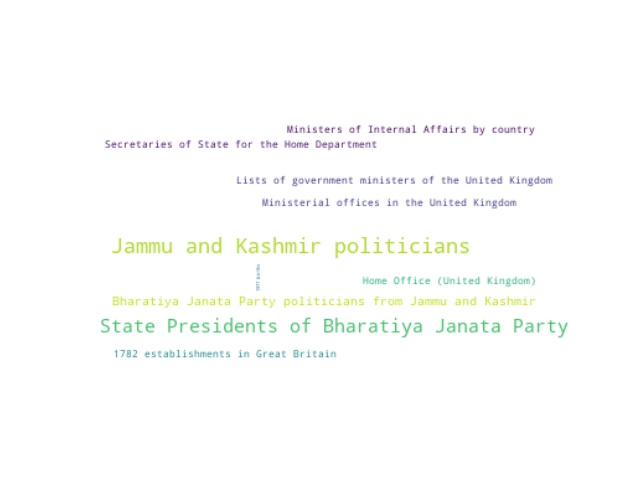 Ministers of Internal Affairs by country
Secretaries of State for the Home Department
Lists of government ministers of the United Kingdom
Ministerial offices in the United Kingdom
Jammu and Kashmir politicians
Home Office (United Kingdom)
Bharatiya Janata Party politicians from Jammu and Kashmir
State Presidents of Bharatiya Janata Party
1782 establishments in Great Britain